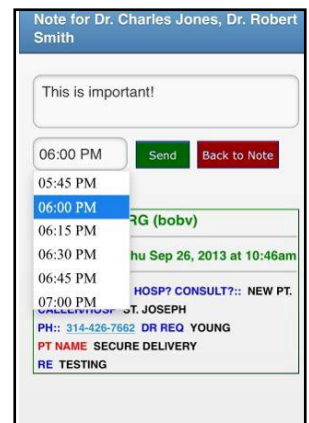 Note for Dr. Charles Jones, Dr. Robert
Smith
This is important!
06:00 PM
Send
Back to Note
05:45 PM
06:00 PM
06:15 PM
06:30 PM
06:45 PM
07:00 PM
RG (bobv)
hu Sep 26, 2013 at 10:46am
HOSP? CONSULT?:: NEW PT.
ST. JOSEPH
PH:: 314-426-7662 DR REQ YOUNG
PT NAME SECURE DELIVERY
RE TESTING